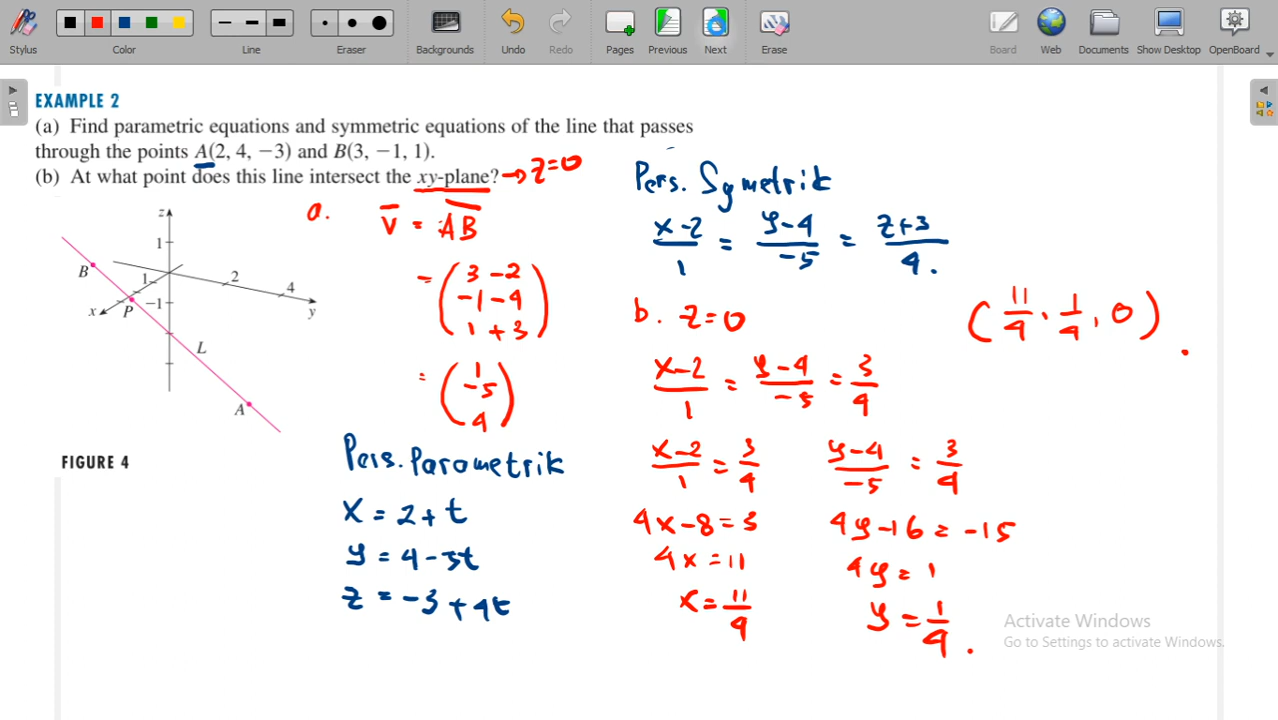 Stylus Color Line Eraser Backgrounds Undo Redo Pages Previous Next Erase Board Web Documents Show Desktop OpenBoard
EXAMPLE 2
(a) Find parametric equations and symmetric equations of the line that passes
through the points A(2, 4, −3) and B(3, −1, 1).
(b) At what point does this line intersect the xy-plane? → z=0
z
1
B
1
2
4
−1
x
P
y
L
A
FIGURE 4
a. v̅ = A̅B̅
= (3 − 2
−1 − 4
1 + 3)
= (1
−5
4)
Pers. Parametrik
x = 2 + t
y = 4 − 5t
z = −3 + 4t
Pers. Symetrik
(x−2)/1 = (y−4)/−5 = (z+3)/4.
b. z=0
(11/4, 1/4, 0).
(x−2)/1 = (y−4)/−5 = 3/4
(x−2)/1 = 3/4
4x−8 = 3
4x = 11
x = 11/4
(y−4)/−5 = 3/4
4y−16 = −15
4y = 1
y = 1/4.
Activate Windows
Go to Settings to activate Windows.